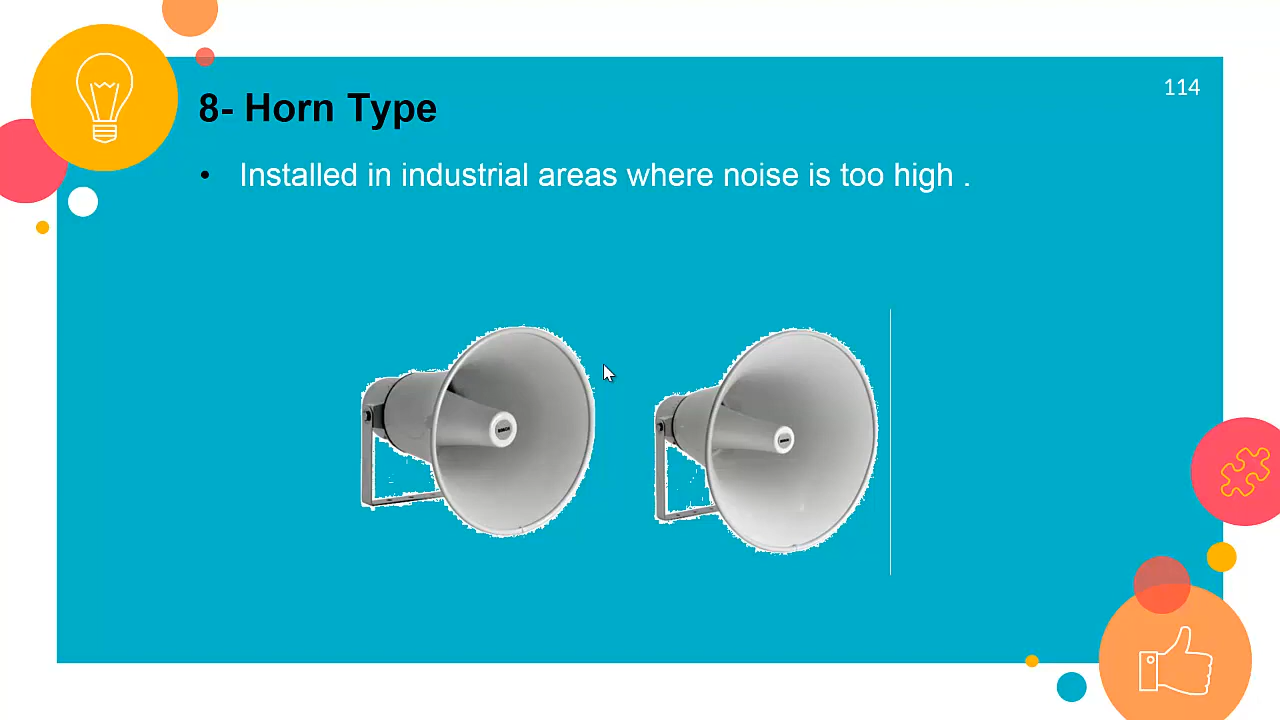 114
8- Horn Type
• Installed in industrial areas where noise is too high .